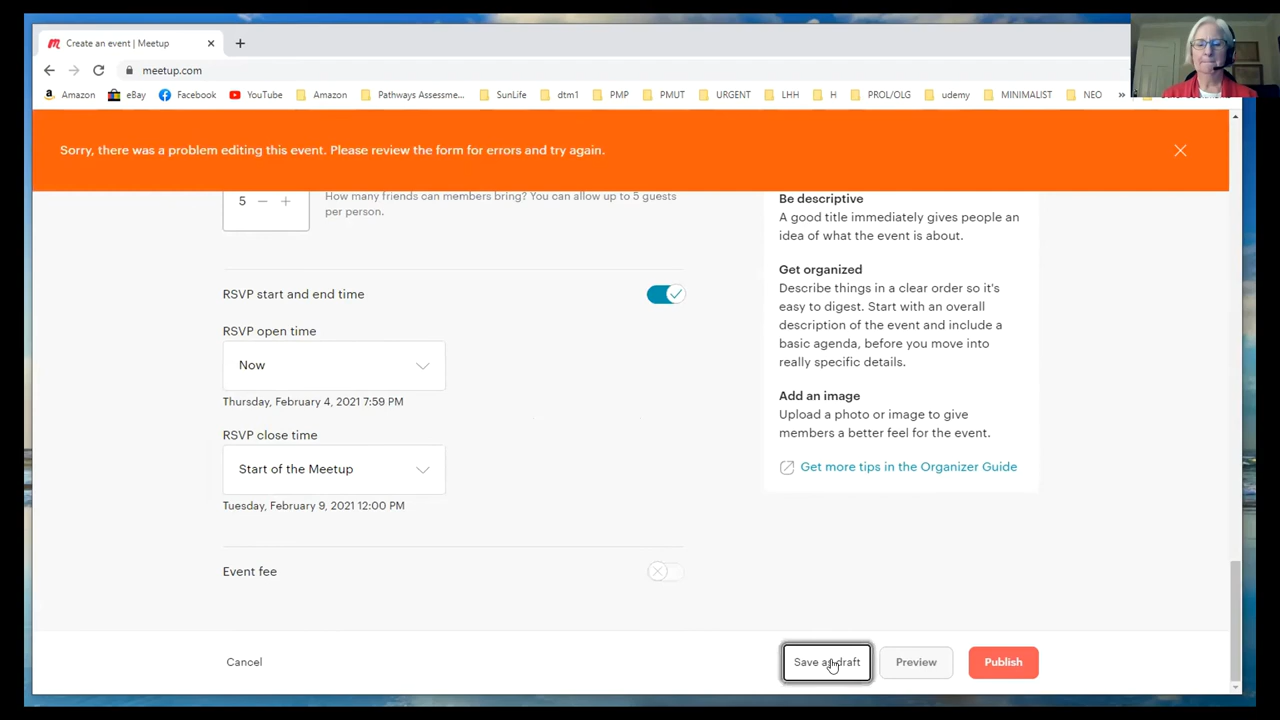 Create an event | Meetup
meetup.com
Amazon
eBay
Facebook
YouTube
Amazon
Pathways Assessme...
SunLife
dtm1
PMP
PMUT
URGENT
LHH
H
PROL/OLG
udemy
MINIMALIST
NEO
Sorry, there was a problem editing this event. Please review the form for errors and try again.
5
How many friends can members bring? You can allow up to 5 guests
per person.
RSVP start and end time
RSVP open time
Now
Thursday, February 4, 2021 7:59 PM
RSVP close time
Start of the Meetup
Tuesday, February 9, 2021 12:00 PM
Event fee
Be descriptive
A good title immediately gives people an
idea of what the event is about.
Get organized
Describe things in a clear order so it's
easy to digest. Start with an overall
description of the event and include a
basic agenda, before you move into
really specific details.
Add an image
Upload a photo or image to give
members a better feel for the event.
Get more tips in the Organizer Guide
Cancel
Save as draft
Preview
Publish